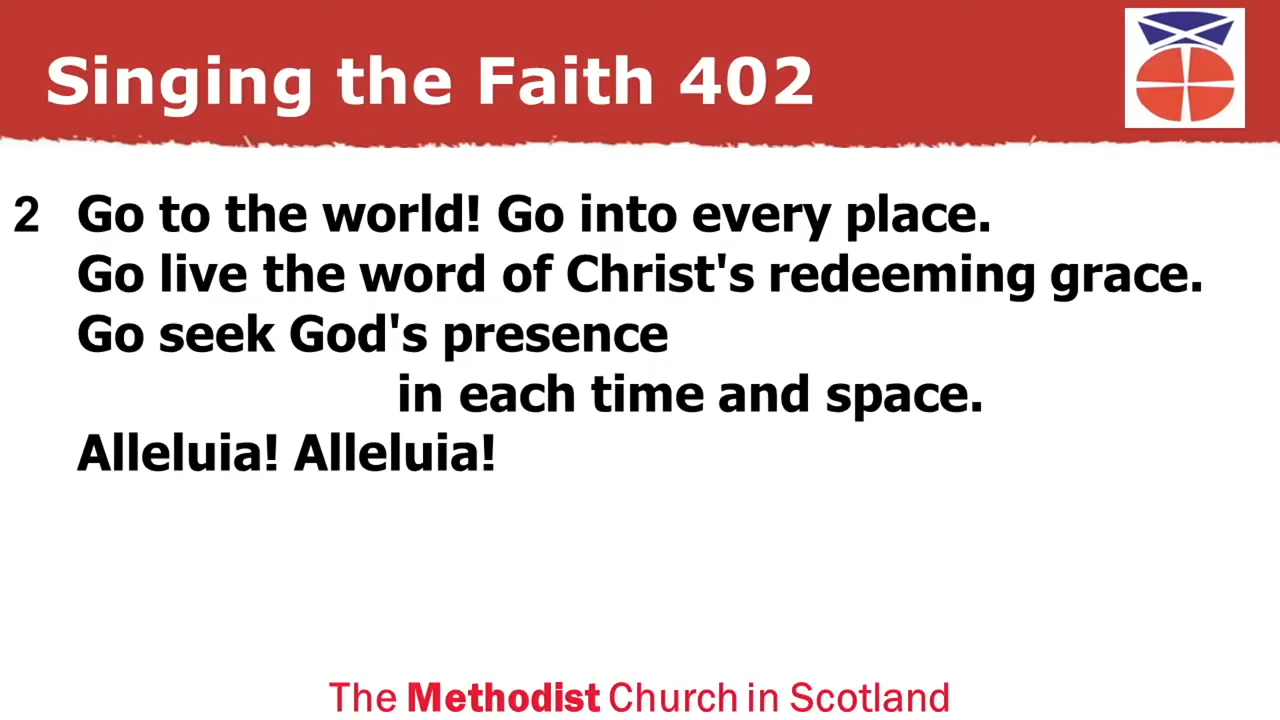 Singing the Faith 402
2 Go to the world! Go into every place.
Go live the word of Christ's redeeming grace.
Go seek God's presence
in each time and space.
Alleluia! Alleluia!
The Methodist Church in Scotland